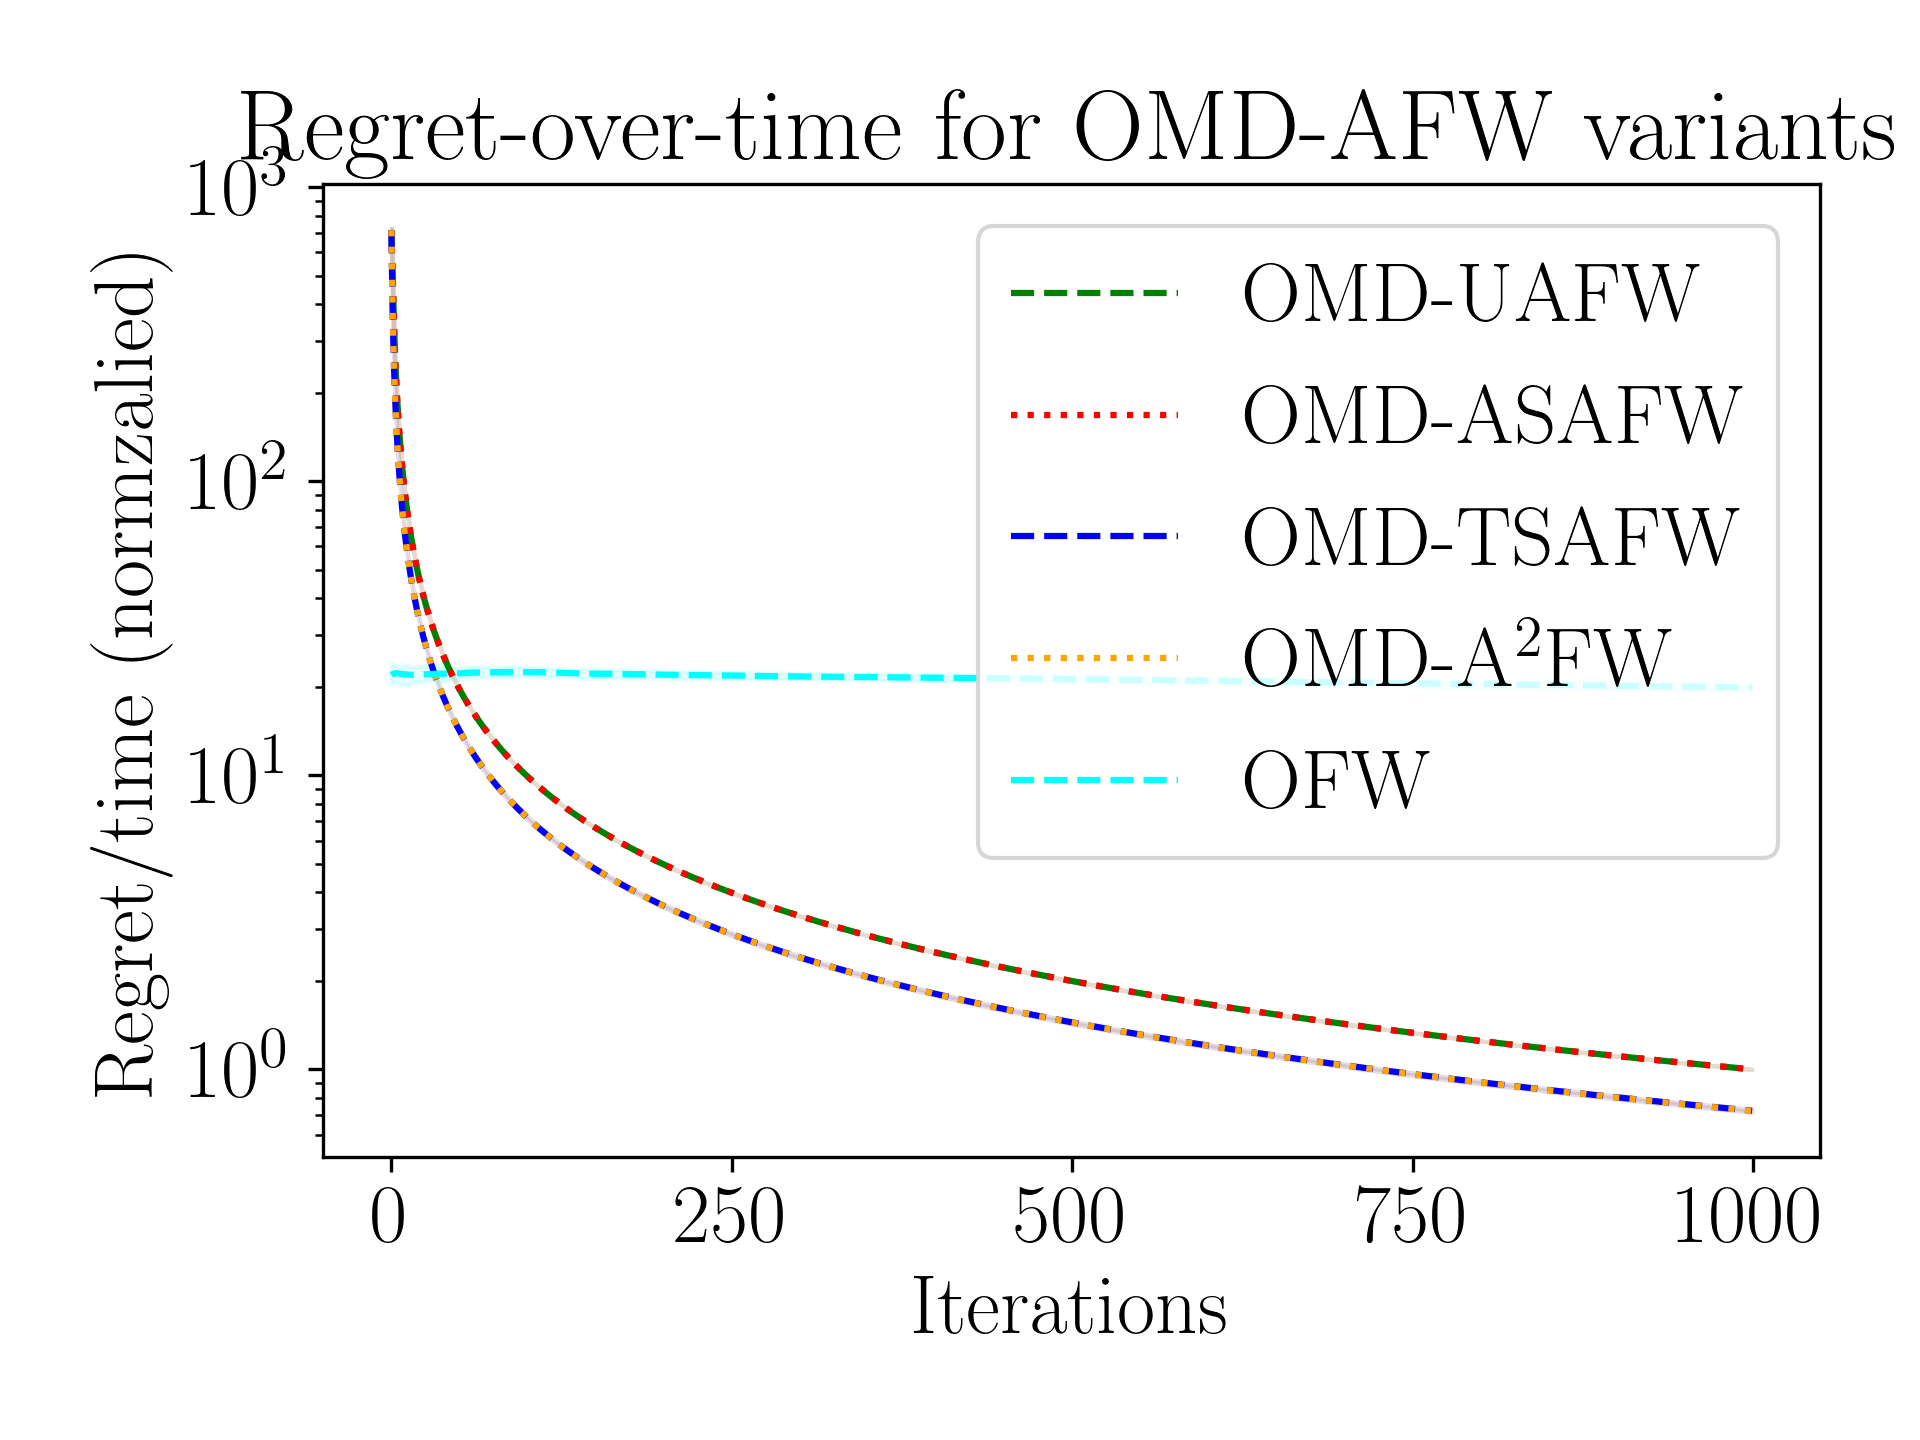 Regret-over-time for OMD-AFW variants
Regret/time (normzalied)
10³
10²
10¹
10⁰
OMD-UAFW
OMD-ASAFW
OMD-TSAFW
OMD-A²FW
OFW
0 250 500 750 1000
Iterations